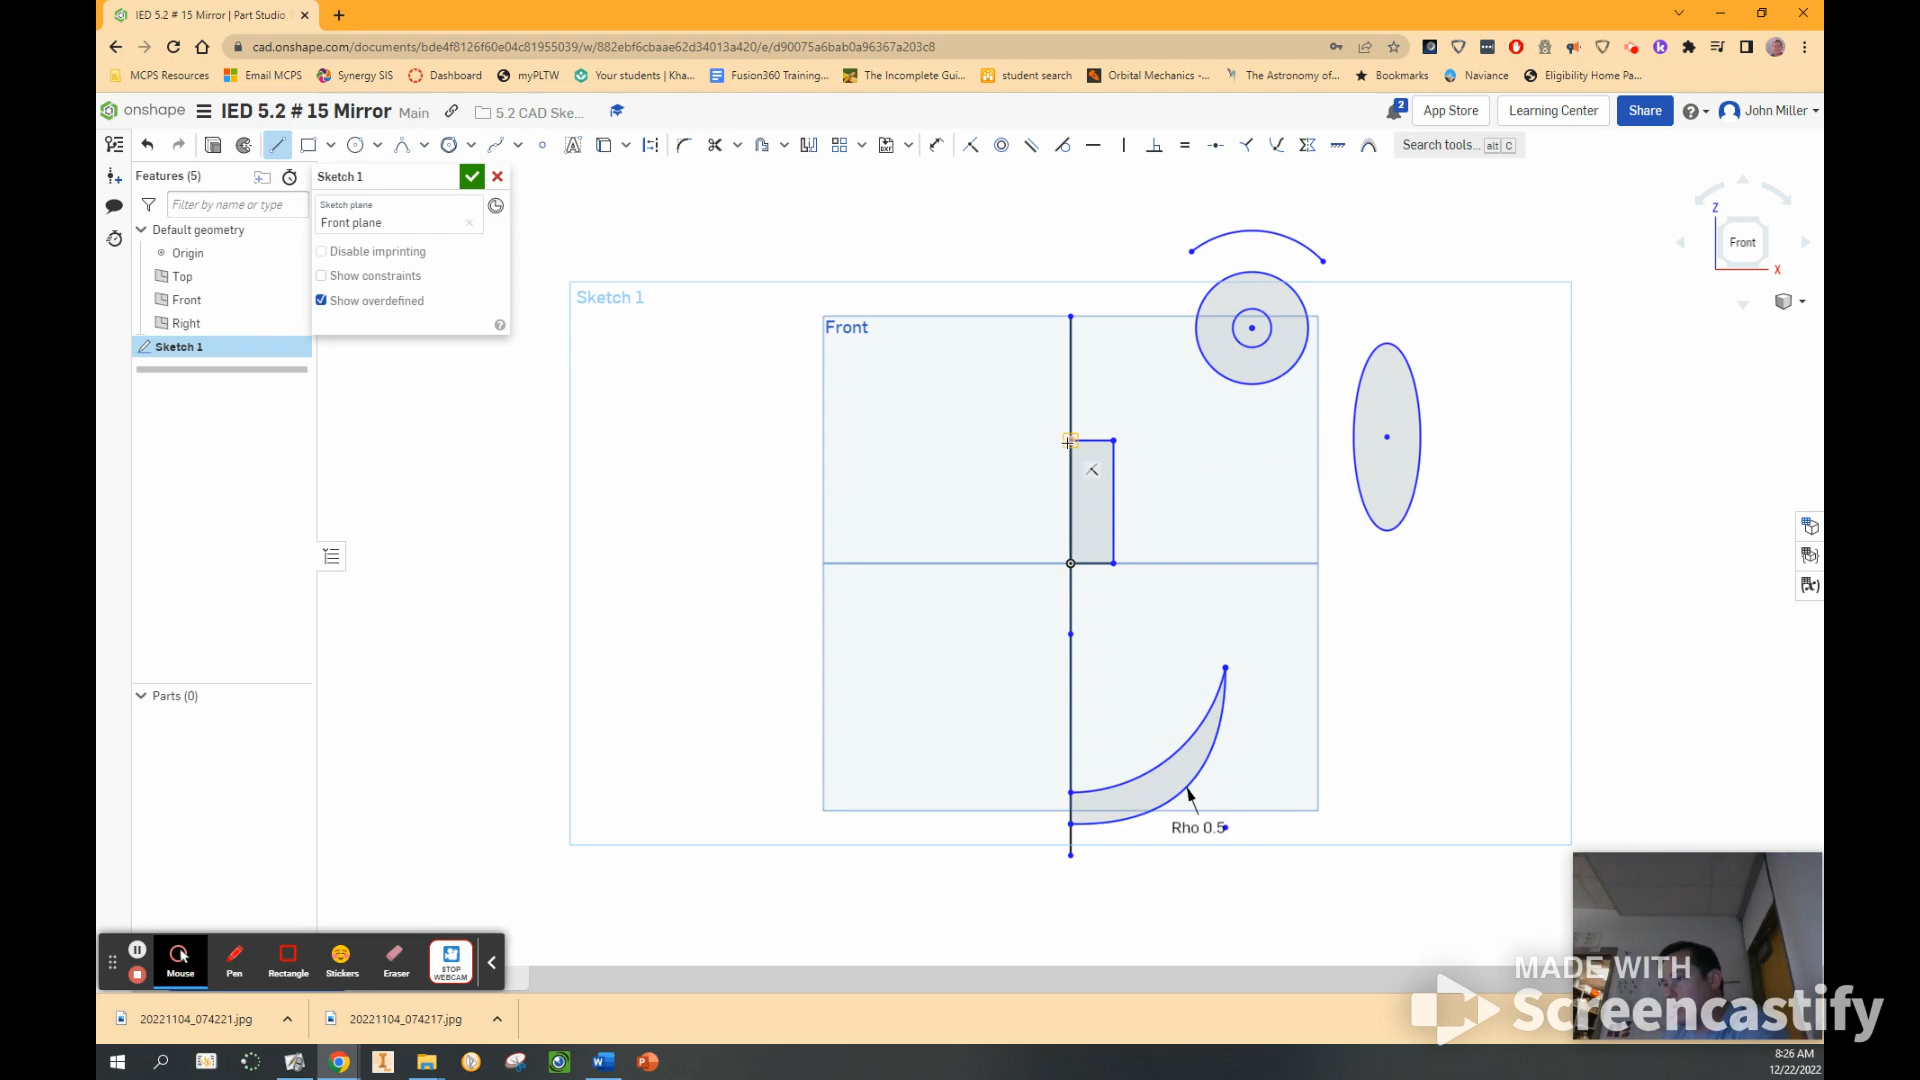 IED 5.2 # 15 Mirror | Part Studio
cad.onshape.com/documents/bde4f8126f60e04c81955039/w/882ebf6cbaae62d34013a420/e/d90075a6bab0a96367a203c8
MCPS Resources
Email MCPS
Synergy SIS
Dashboard
myPLTW
Your students | Kha...
Fusion360 Training,...
The Incomplete Gui...
student search
Orbital Mechanics -...
The Astronomy of...
Bookmarks
Naviance
Eligibility Home Pa...
onshape
IED 5.2 # 15 Mirror
Main
5.2 CAD Ske...
2
App Store
Learning Center
Share
John Miller
Search tools...
alt
C
Features (5)
Filter by name or type
Default geometry
Origin
Top
Front
Right
Sketch 1
Parts (0)
Sketch 1
Sketch plane
Front plane
Disable imprinting
Show constraints
Show overdefined
Sketch 1
Front
Rho 0.5
Z
Front
X
Mouse
Pen
Rectangle
Stickers
Eraser
STOP
WEBCAM
MADE WITH
Screencastify
20221104_074221.jpg
20221104_074217.jpg
8:26 AM
12/22/2022